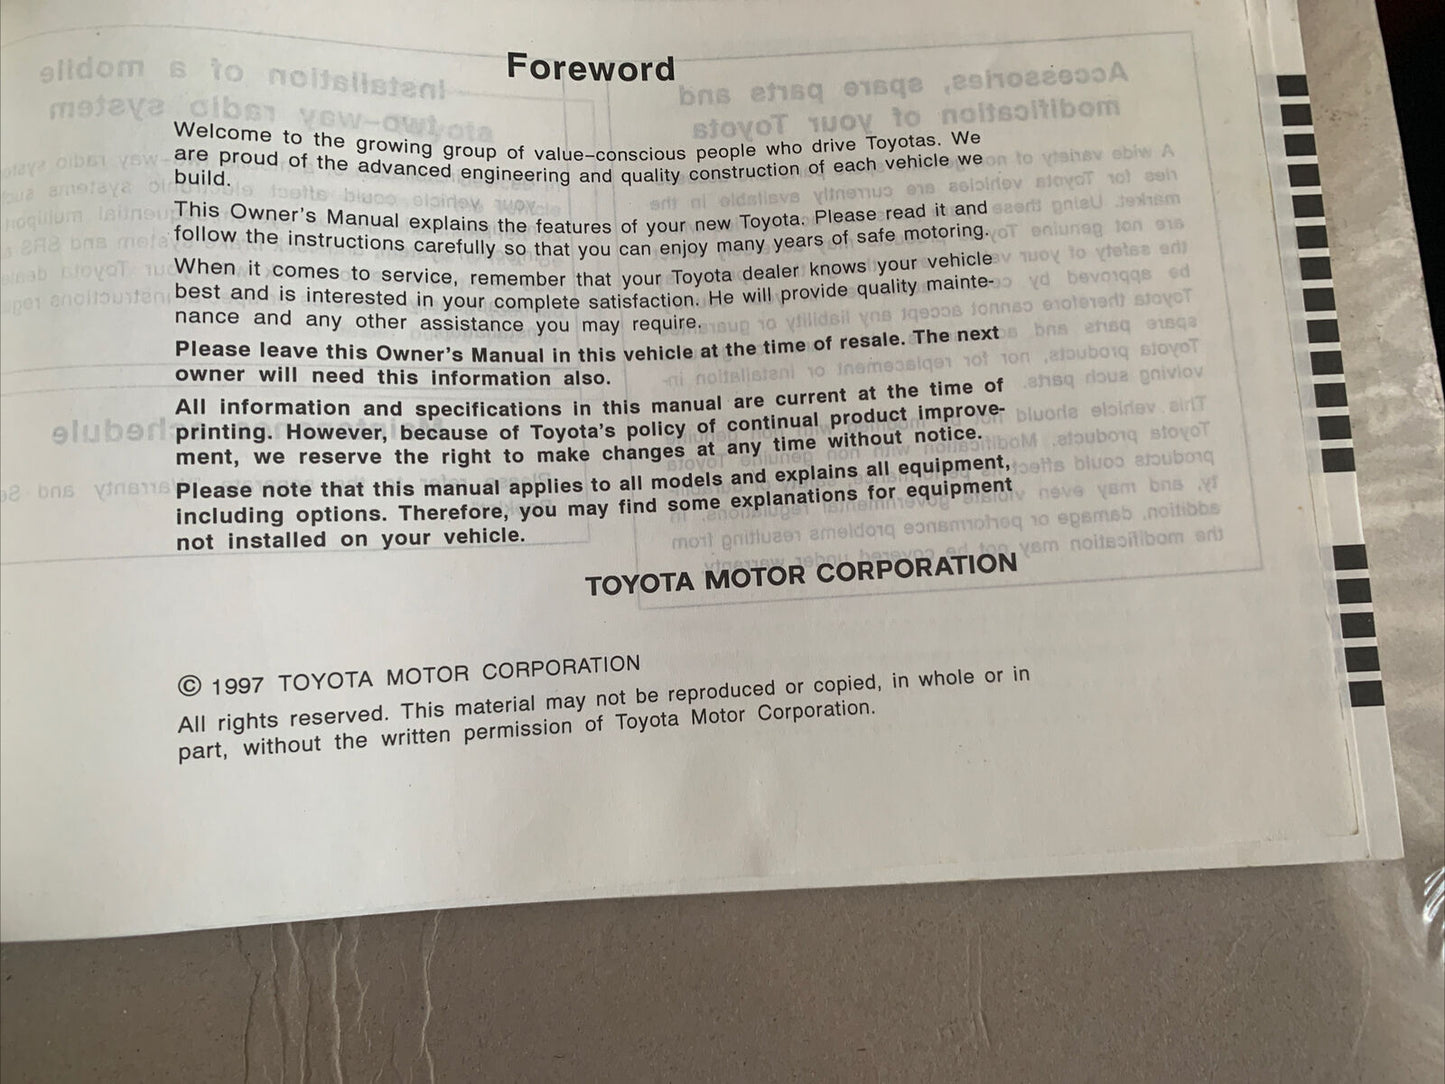 Foreword
Welcome to the growing group of value–conscious people who drive Toyotas. We
are proud of the advanced engineering and quality construction of each vehicle we
build.
This Owner's Manual explains the features of your new Toyota. Please read it and
follow the instructions carefully so that you can enjoy many years of safe motoring.
When it comes to service, remember that your Toyota dealer knows your vehicle
best and is interested in your complete satisfaction. He will provide quality mainte-
nance and any other assistance you may require.
Please leave this Owner's Manual in this vehicle at the time of resale. The next
owner will need this information also.
All information and specifications in this manual are current at the time of
printing. However, because of Toyota's policy of continual product improve-
ment, we reserve the right to make changes at any time without notice.
Please note that this manual applies to all models and explains all equipment,
including options. Therefore, you may find some explanations for equipment
not installed on your vehicle.
TOYOTA MOTOR CORPORATION
© 1997 TOYOTA MOTOR CORPORATION
All rights reserved. This material may not be reproduced or copied, in whole or in
part, without the written permission of Toyota Motor Corporation.